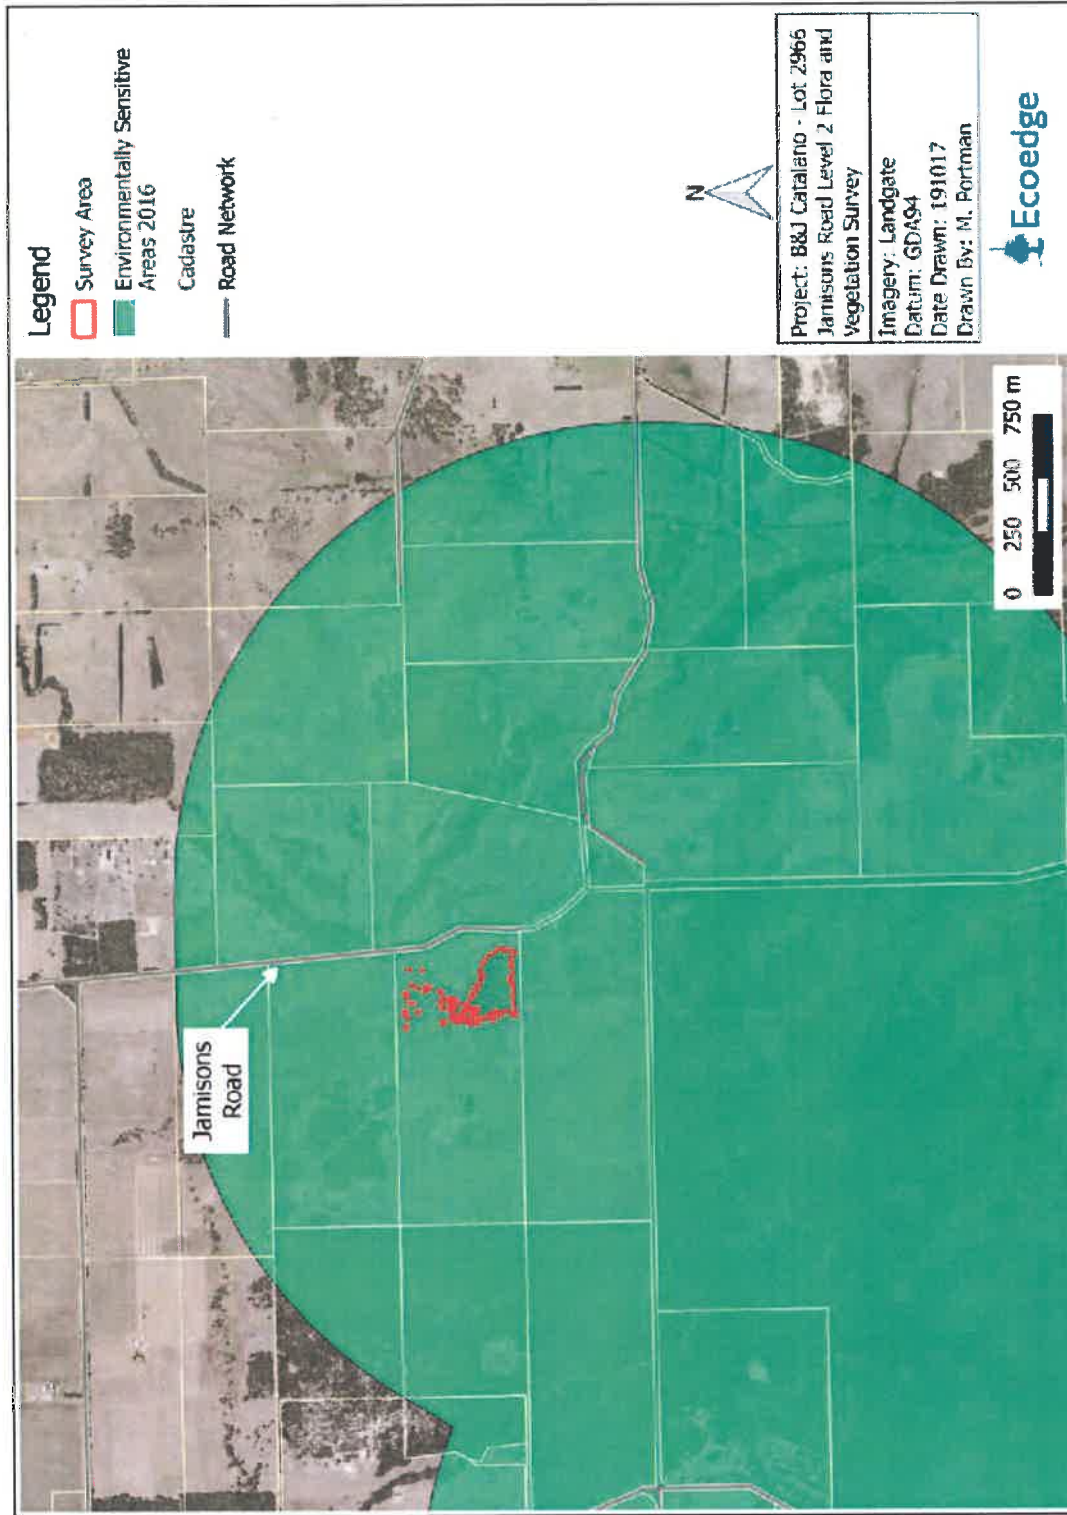 Legend
Survey Area
Environmentally Sensitive
Areas 2016
Cadastre
Road Network
N
Project: B&J Catalano - Lot 2966
Jamisons Road Level 2 Flora and
Vegetation Survey
Imagery: Landgate
Datum: GDA94
Date Drawn: 191017
Drawn By: M. Portman
Ecoedge
Jamisons
Road
0 250 500 750 m